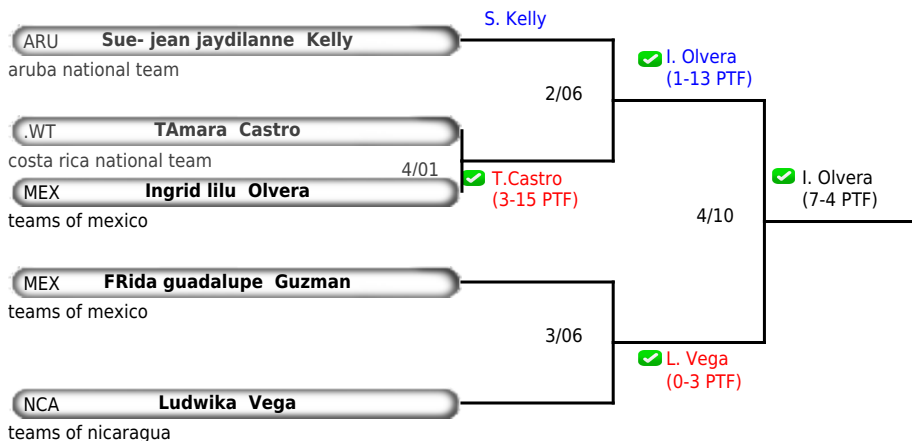 S. Kelly
ARU Sue- jean jaydilanne Kelly
aruba national team
I. Olvera
(1-13 PTF)
2/06
.WT TAmara Castro
costa rica national team
4/01
T.Castro
(3-15 PTF)
MEX Ingrid lilu Olvera
teams of mexico
I. Olvera
(7-4 PTF)
4/10
MEX FRida guadalupe Guzman
teams of mexico
3/06
L. Vega
(0-3 PTF)
NCA Ludwika Vega
teams of nicaragua